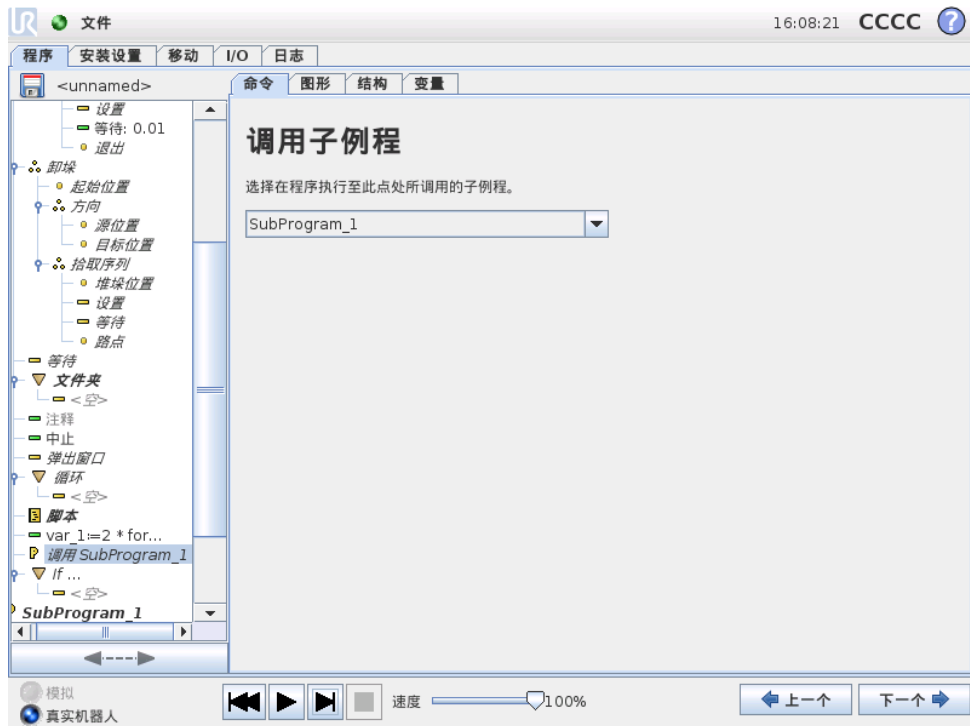 UR 文件 16:08:21 CCCC ?
程序 安装设置 移动 I/O 日志
<unnamed> 命令 图形 结构 变量
设置
等待: 0.01
退出
卸垛
起始位置
方向
源位置
目标位置
拾取序列
堆垛位置
设置
等待
路点
等待
文件夹
<空>
注释
中止
弹出窗口
循环
<空>
脚本
var_1:=2 * for...
调用 SubProgram_1
If ...
<空>
SubProgram_1
调用子例程
选择在程序执行至此点处所调用的子例程。
SubProgram_1
模拟
真实机器人
速度 100%
上一个 下一个